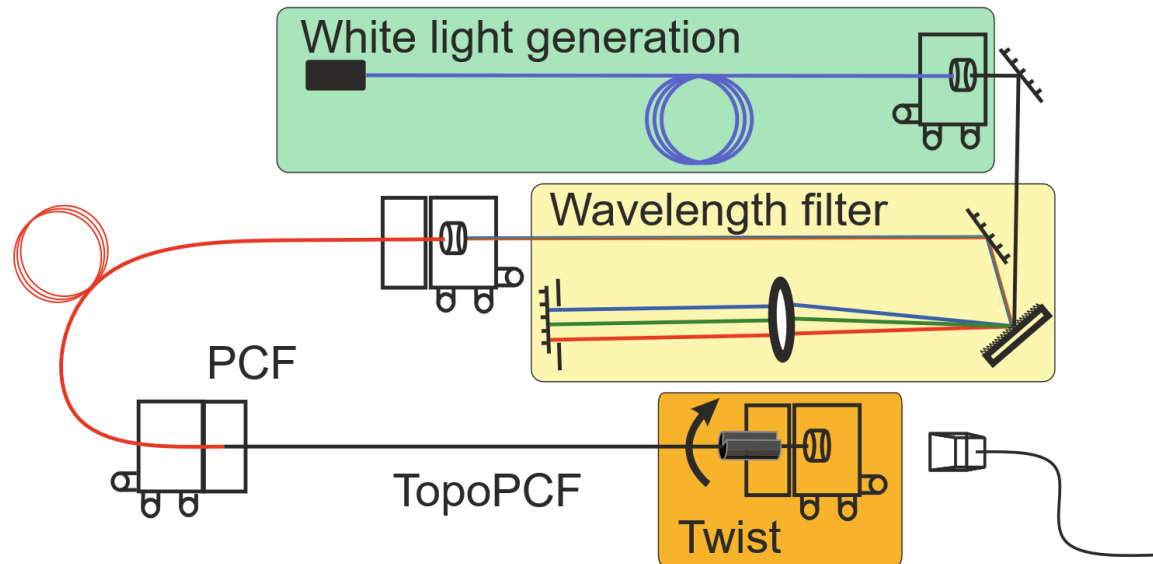 White light generation
Wavelength filter
PCF
TopoPCF
Twist